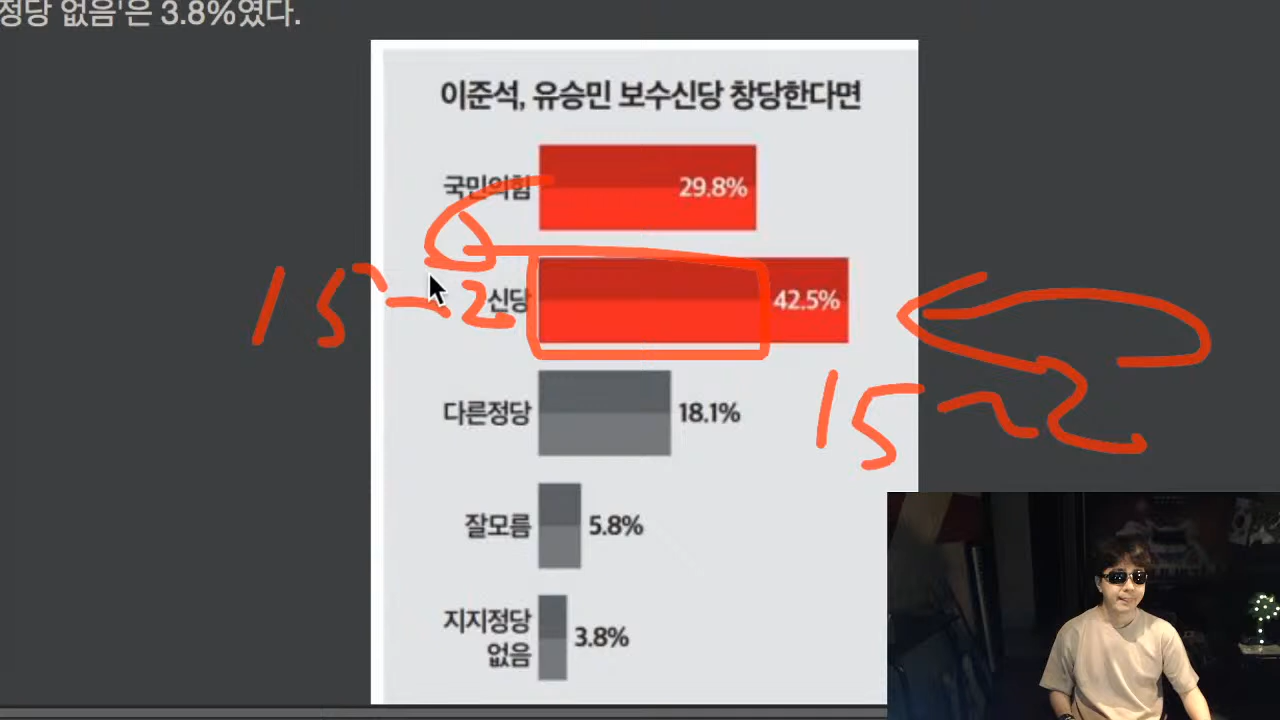 정당 없음'은 3.8%였다.
이준석, 유승민 보수신당 창당한다면
국민의힘 29.8%
신당 42.5%
15~2
다른정당 18.1%
15~2
잘모름 5.8%
지지정당
없음 3.8%